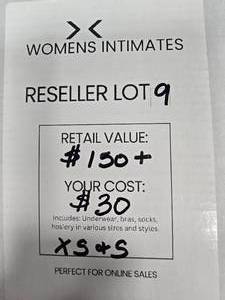 WOMENS INTIMATES
RESELLER LOT 9
RETAIL VALUE:
$150+
YOUR COST:
$30
Includes: Underwear, bras, socks,
hosiery in various sizes and styles.
XS & S
PERFECT FOR ONLINE SALES